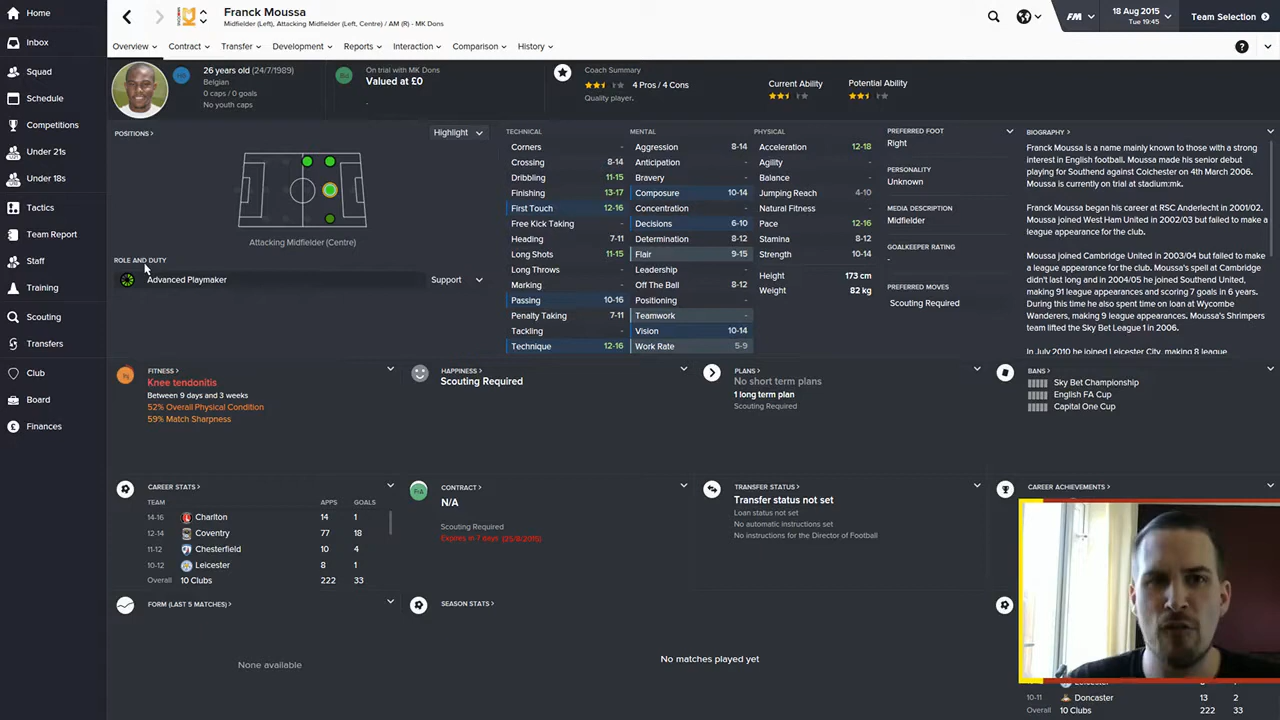 Home
Inbox
Squad
Schedule
Competitions
Under 21s
Under 18s
Tactics
Team Report
Staff
Training
Scouting
Transfers
Club
Board
Finances
Franck Moussa
Midfielder (Left), Attacking Midfielder (Left, Centre) / AM (R) - MK Dons
FM
18 Aug 2015
Tue 19:45
Team Selection
Overview
Contract
Transfer
Development
Reports
Interaction
Comparison
History
26 years old (24/7/1989)
Belgian
0 caps / 0 goals
No youth caps
On trial with MK Dons
Valued at £0
-
Coach Summary
4 Pros / 4 Cons
Quality player.
Current Ability
Potential Ability
POSITIONS >
Highlight
Attacking Midfielder (Centre)
ROLE AND DUTY
Advanced Playmaker
Support
TECHNICAL
Corners -
Crossing 8-14
Dribbling 11-15
Finishing 13-17
First Touch 12-16
Free Kick Taking -
Heading 7-11
Long Shots 11-15
Long Throws -
Marking -
Passing 10-16
Penalty Taking 7-11
Tackling -
Technique 12-16
MENTAL
Aggression 8-14
Anticipation -
Bravery -
Composure 10-14
Concentration -
Decisions 6-10
Determination 8-12
Flair 9-15
Leadership -
Off The Ball 8-12
Positioning -
Teamwork -
Vision 10-14
Work Rate 5-9
PHYSICAL
Acceleration 12-18
Agility -
Balance -
Jumping Reach 4-10
Natural Fitness -
Pace 12-16
Stamina 8-12
Strength 10-14
Height 173 cm
Weight 82 kg
PREFERRED FOOT
Right
PERSONALITY
Unknown
MEDIA DESCRIPTION
Midfielder
GOALKEEPER RATING
-
PREFERRED MOVES
Scouting Required
BIOGRAPHY >
Franck Moussa is a name mainly known to those with a strong
interest in English football. Moussa made his senior debut
playing for Southend against Colchester on 4th March 2006.
Moussa is currently on trial at stadium:mk.
Franck Moussa began his career at RSC Anderlecht in 2001/02.
Moussa joined West Ham United in 2002/03 but failed to make a
league appearance for the club.
Moussa joined Cambridge United in 2003/04 but failed to make
a league appearance for the club. Moussa's spell at Cambridge
didn't last long and in 2004/05 he joined Southend United,
making 91 league appearances and scoring 7 goals in 6 years.
During this time he also spent time on loan at Wycombe
Wanderers, making 9 league appearances. Moussa's Shrimpers
team lifted the Sky Bet League 1 in 2006.
In July 2010 he joined Leicester City, making 8 league
FITNESS >
Knee tendonitis
Between 9 days and 3 weeks
52% Overall Physical Condition
59% Match Sharpness
HAPPINESS >
Scouting Required
PLANS >
No short term plans
1 long term plan
Scouting Required
BANS >
Sky Bet Championship
English FA Cup
Capital One Cup
CAREER STATS >
TEAM APPS GOALS
14-16 Charlton 14 1
12-14 Coventry 77 18
11-12 Chesterfield 10 4
10-12 Leicester 8 1
Overall 10 Clubs 222 33
CONTRACT >
N/A
Scouting Required
Expires in 7 days (25/8/2015)
TRANSFER STATUS >
Transfer status not set
Loan status not set
No automatic instructions set
No instructions for the Director of Football
CAREER ACHIEVEMENTS >
FORM (LAST 5 MATCHES) >
None available
SEASON STATS >
No matches played yet
10-11 Doncaster 13 2
Overall 10 Clubs 222 33